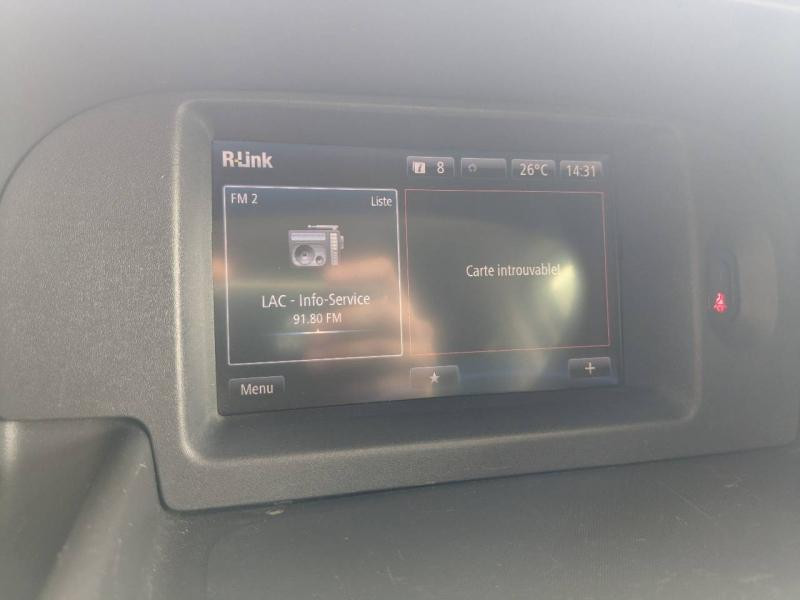 R-Link
8
26°C
14:31
FM 2
Liste
LAC - Info-Service
91.80 FM
Carte introuvable!
Menu